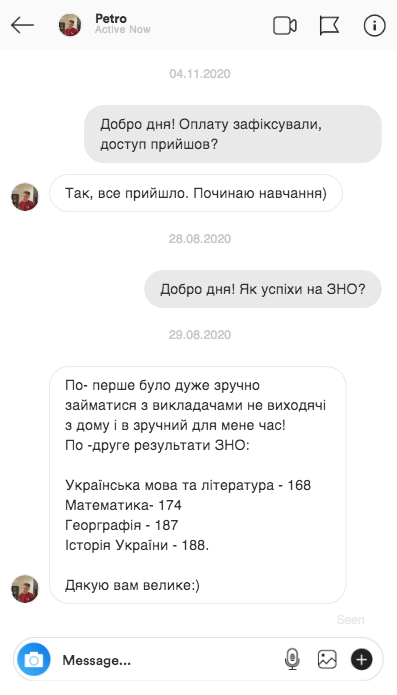 Petro
Active Now
04.11.2020
Добро дня! Оплату зафіксували,
доступ прийшов?
Так, все прийшло. Починаю навчання)
28.08.2020
Добро дня! Як успіхи на ЗНО?
29.08.2020
По- перше було дуже зручно
займатися з викладачами не виходячі
з дому і в зручний для мене час!
По -друге результати ЗНО:
Українська мова та література - 168
Математика- 174
Георграфія - 187
Історія України - 188.
Дякую вам велике:)
Seen
Message...